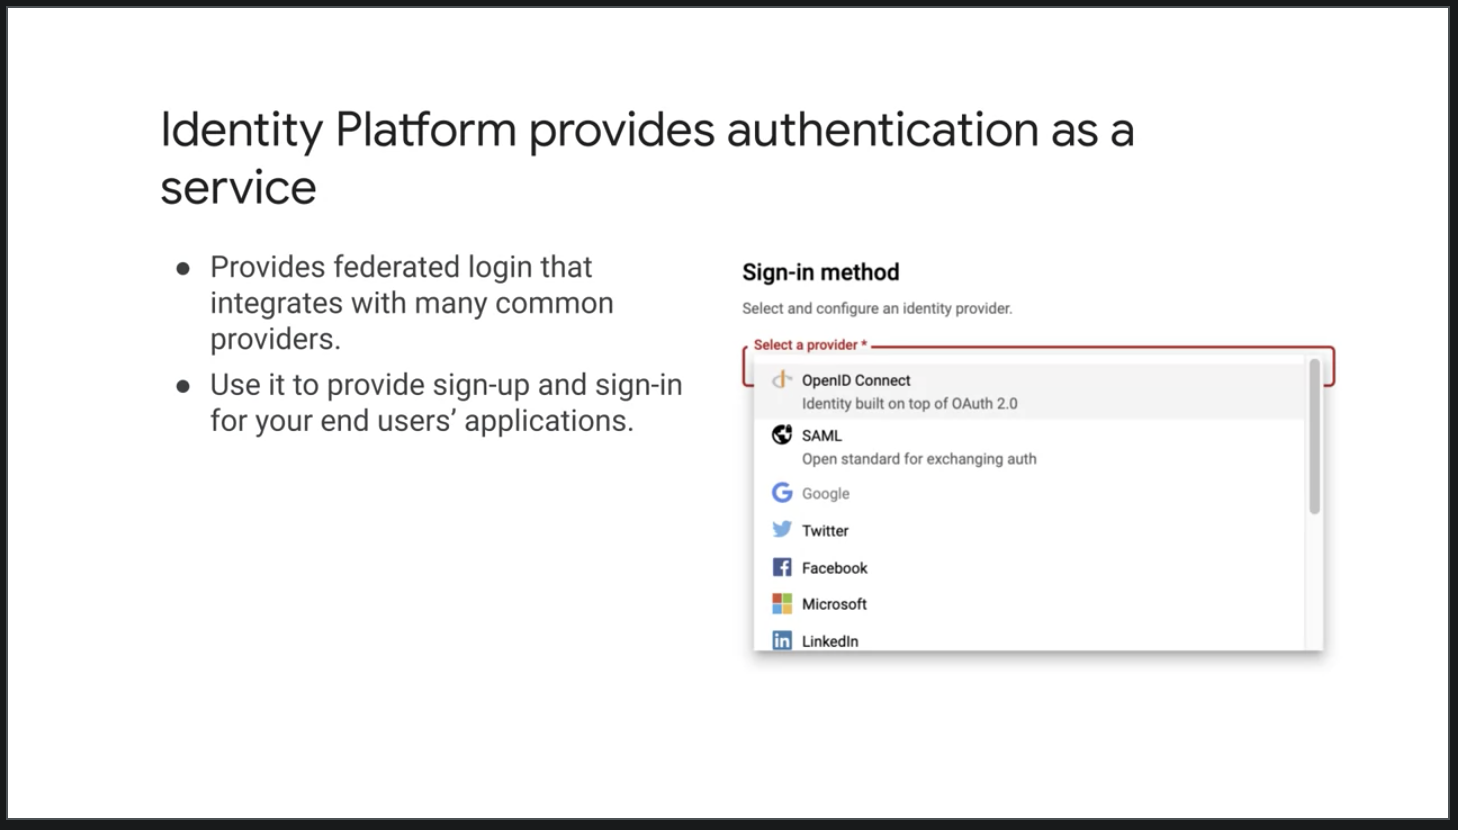 Identity Platform provides authentication as a
service
● Provides federated login that
integrates with many common
providers.
● Use it to provide sign-up and sign-in
for your end users’ applications.
Sign-in method
Select and configure an identity provider.
Select a provider *
OpenID Connect
Identity built on top of OAuth 2.0
SAML
Open standard for exchanging auth
Google
Twitter
Facebook
Microsoft
LinkedIn